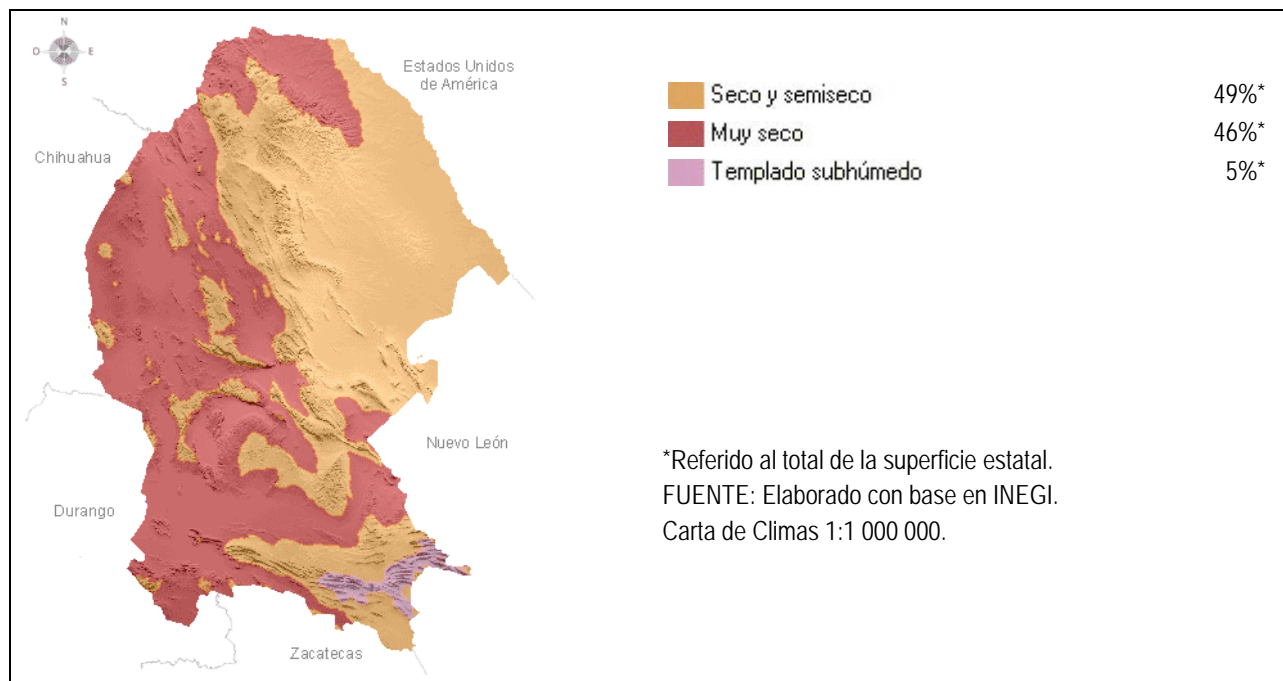 N
O E
S
Estados Unidos
de América
Chihuahua
Nuevo León
Durango
Zacatecas
Seco y semiseco 49%*
Muy seco 46%*
Templado subhúmedo 5%*
*Referido al total de la superficie estatal.
FUENTE: Elaborado con base en INEGI.
Carta de Climas 1:1 000 000.